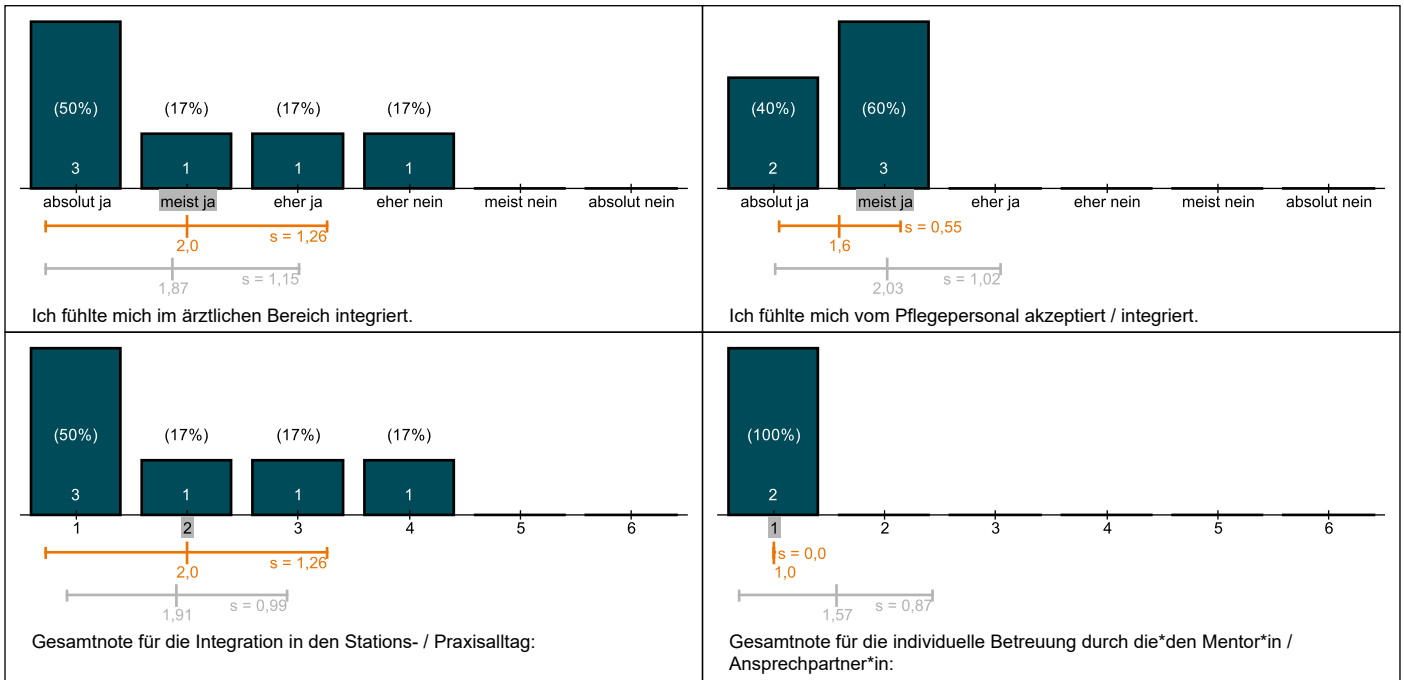 (50%) (17%) (17%) (17%)
3 1 1 1
absolut ja meist ja eher ja eher nein meist nein absolut nein
s = 1,26
2,0
s = 1,15
1,87
Ich fühlte mich im ärztlichen Bereich integriert.
(40%) (60%)
2 3
absolut ja meist ja eher ja eher nein meist nein absolut nein
s = 0,55
1,6
s = 1,02
2,03
Ich fühlte mich vom Pflegepersonal akzeptiert / integriert.
(50%) (17%) (17%) (17%)
3 1 1 1
1 2 3 4 5 6
s = 1,26
2,0
s = 0,99
1,91
Gesamtnote für die Integration in den Stations- / Praxisalltag:
(100%)
2
1 2 3 4 5 6
s = 0,0
1,0
s = 0,87
1,57
Gesamtnote für die individuelle Betreuung durch die*den Mentor*in /
Ansprechpartner*in: